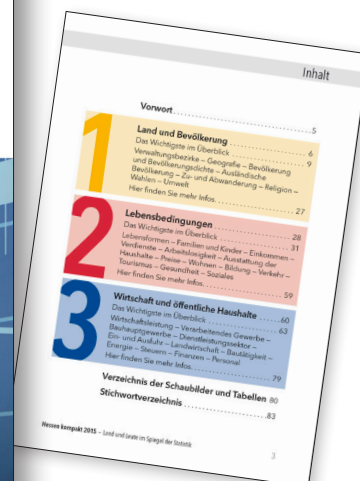 Inhalt
Vorwort . . . . . . . . . . . . . . . . . . . . . . . . . . . . . . 5
1
Land und Bevölkerung . . . . . . . . . . . . . . . . . . 6
Das Wichtigste im Überblick . . . . . . . . . . . . . . . 9
Verwaltungsbezirke – Geografie – Bevölkerung
und Bevölkerungsdichte – Ausländische
Bevölkerung – Zu- und Abwanderung – Religion –
Wahlen – Umwelt
Hier finden Sie mehr Infos. . . . . . . . . . . . . . . . . 27
2
Lebensbedingungen . . . . . . . . . . . . . . . . . . . . 28
Das Wichtigste im Überblick . . . . . . . . . . . . . . . 31
Lebensformen – Familien und Kinder – Einkommen –
Verdienste – Arbeitslosigkeit – Ausstattung der
Haushalte – Preise – Wohnen – Bildung – Verkehr –
Tourismus – Gesundheit – Soziales
Hier finden Sie mehr Infos. . . . . . . . . . . . . . . . . 59
3
Wirtschaft und öffentliche Haushalte . . . . . . 60
Das Wichtigste im Überblick . . . . . . . . . . . . . . . 63
Wirtschaftsleistung – Verarbeitendes Gewerbe –
Bauhauptgewerbe – Dienstleistungssektor –
Ein- und Ausfuhr – Landwirtschaft – Bautätigkeit –
Energie – Steuern – Finanzen – Personal
Hier finden Sie mehr Infos. . . . . . . . . . . . . . . . . 79
Verzeichnis der Schaubilder und Tabellen 80
Stichwortverzeichnis . . . . . . . . . . . . . . . . . . . 83
Hessen kompakt 2015 – Land und Leute im Spiegel der Statistik
3